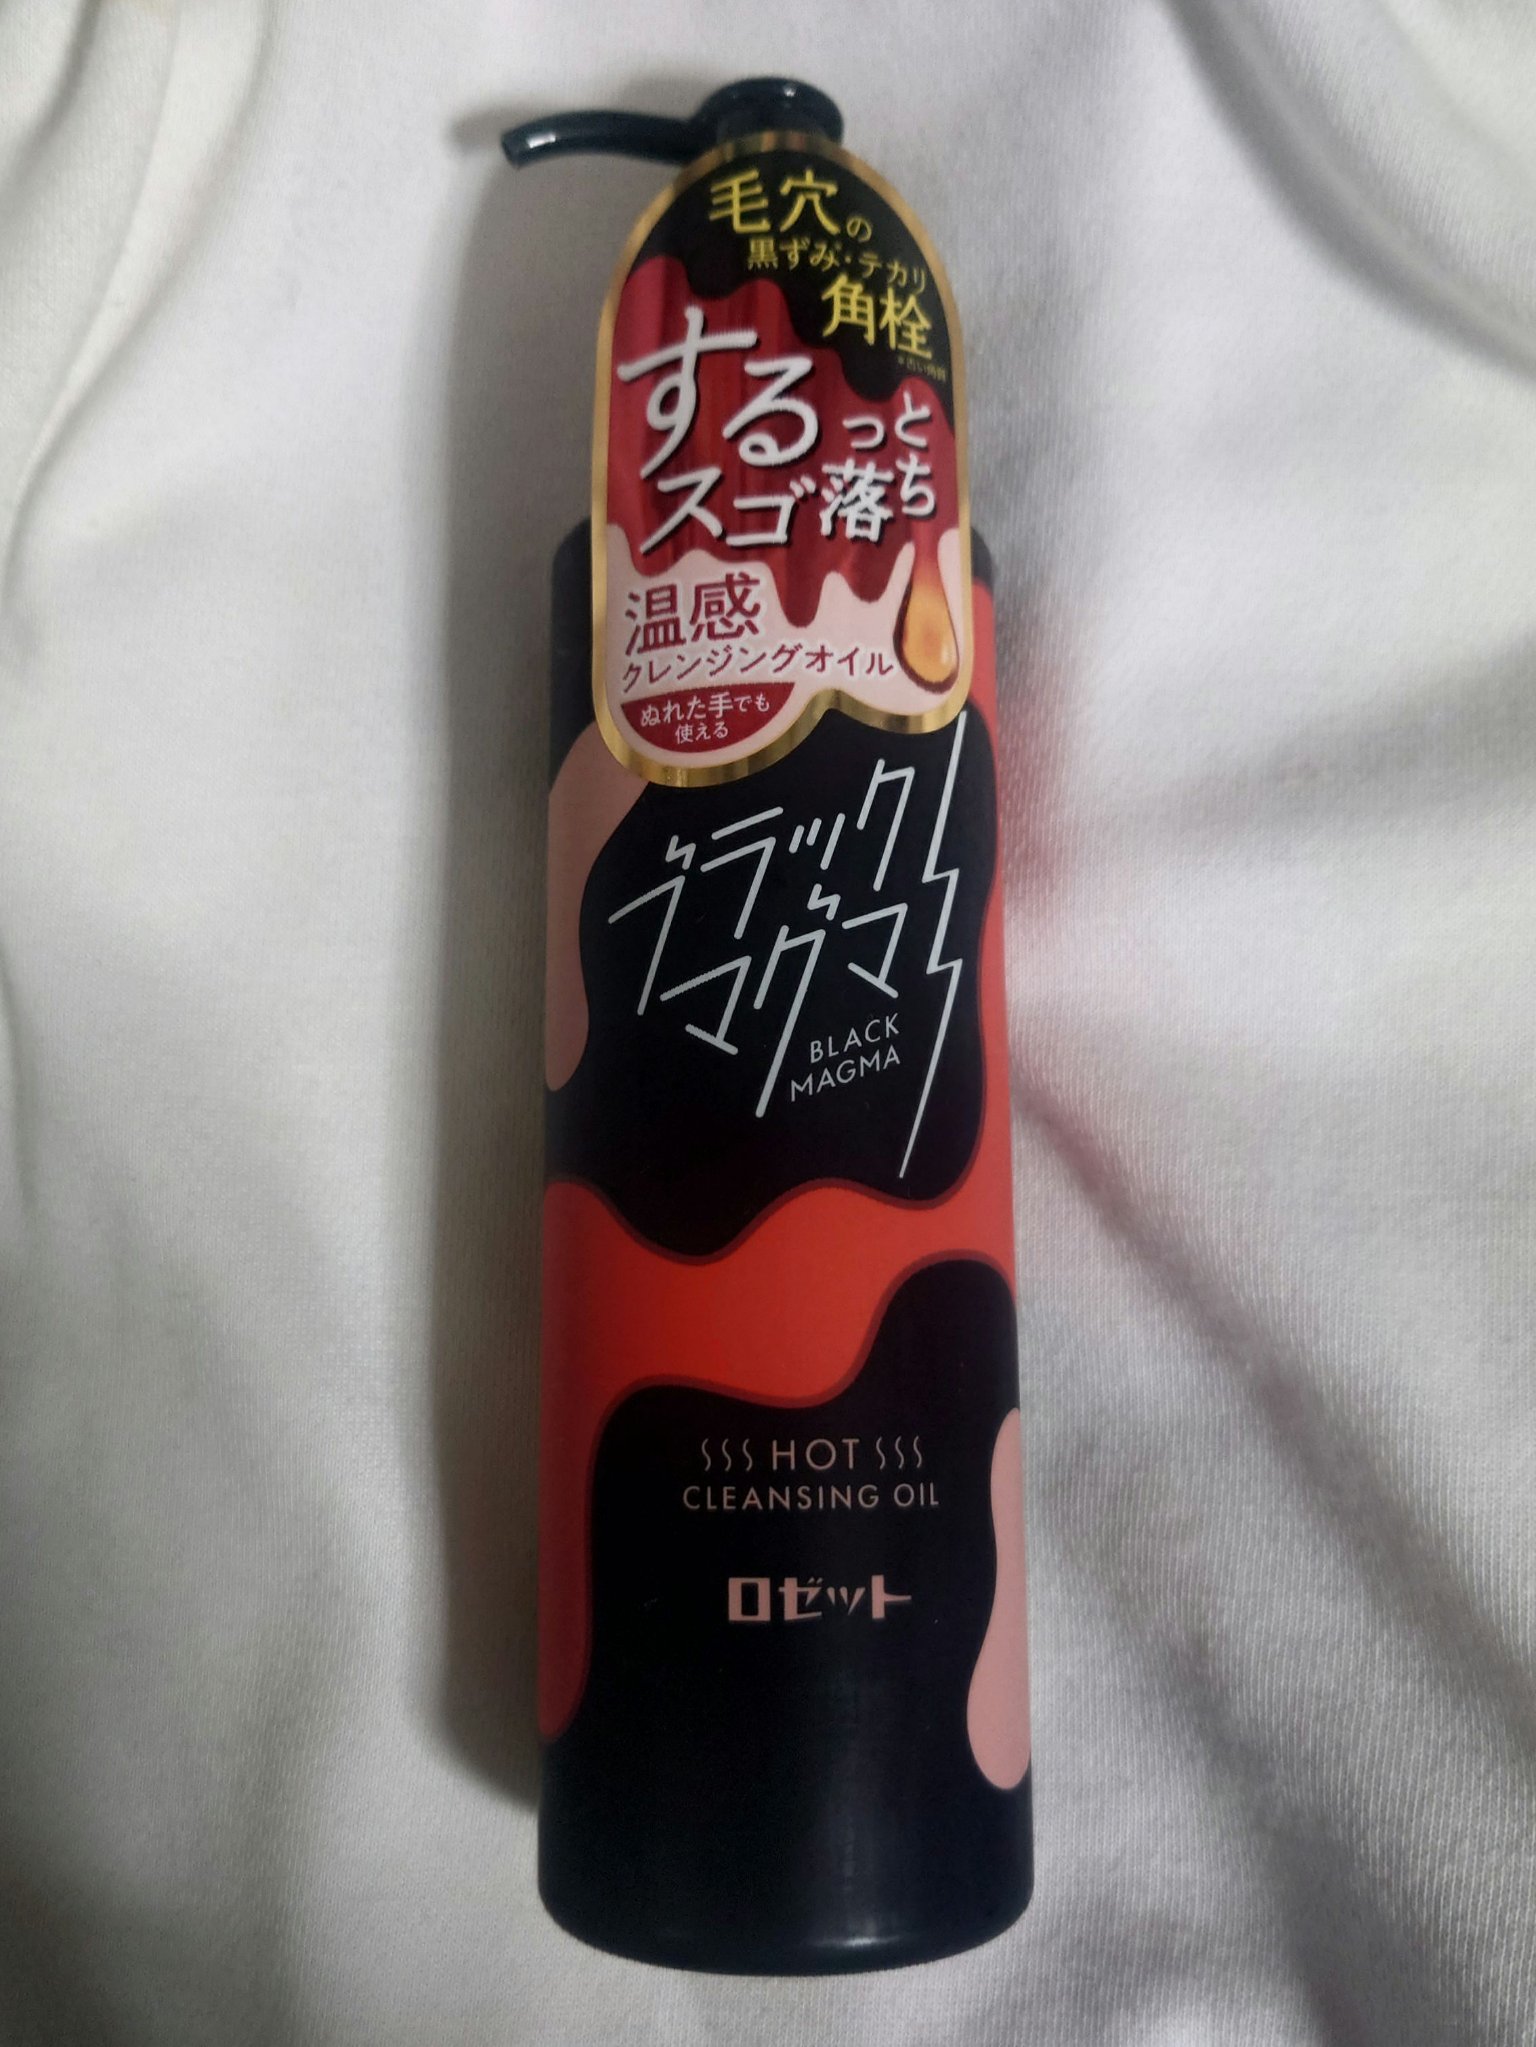 毛穴の
黒ずみ・テカリ
角栓
*古い角質
するっと
スゴ落ち
温感
クレンジングオイル
ぬれた手でも
使える
ブラック
マグマ
BLACK
MAGMA
HOT
CLEANSING OIL
ロゼット